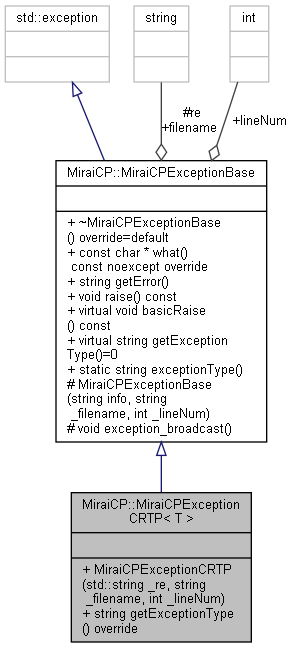 std::exception
string
int
#re
+filename
+lineNum
MiraiCP::MiraiCPExceptionBase
+ ~MiraiCPExceptionBase
() override=default
+ const char * what()
const noexcept override
+ string getError()
+ void raise() const
+ virtual void basicRaise
() const
+ virtual string getException
Type()=0
+ static string exceptionType()
# MiraiCPExceptionBase
(string info, string
_filename, int _lineNum)
# void exception_broadcast()
MiraiCP::MiraiCPException
CRTP< T >
+ MiraiCPExceptionCRTP
(std::string _re, string
_filename, int _lineNum)
+ string getExceptionType
() override